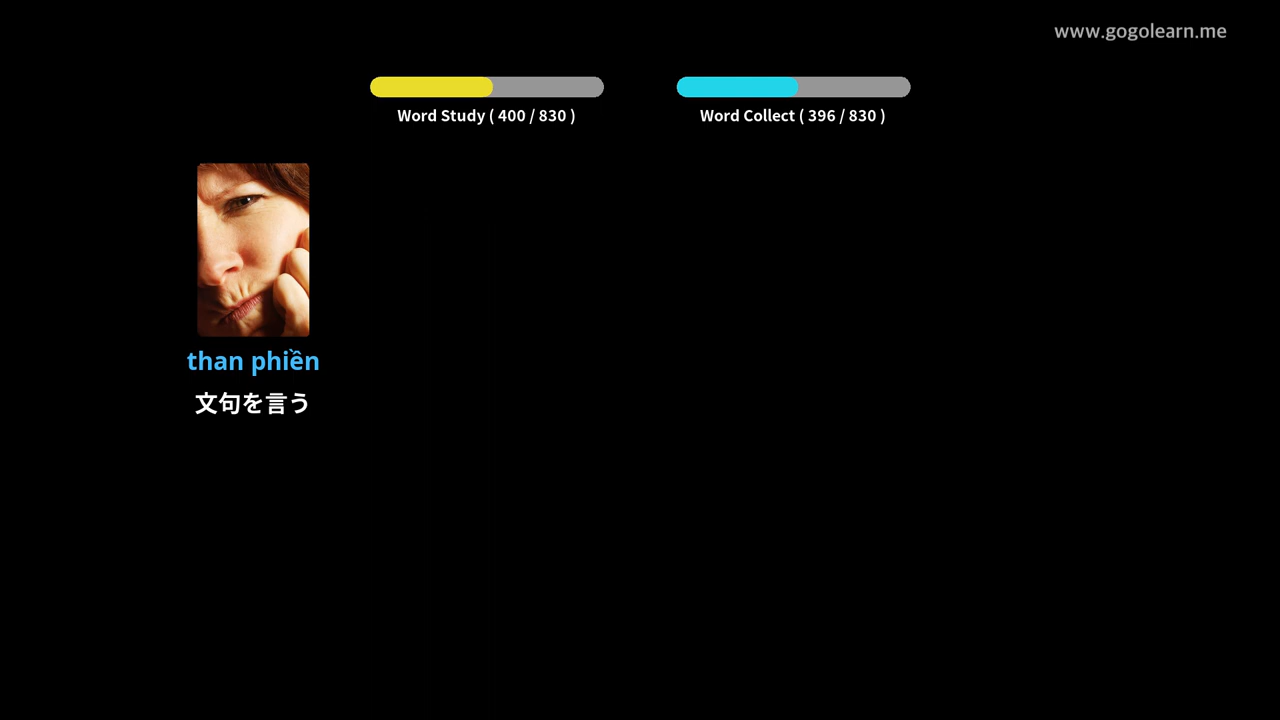 www.gogolearn.me
Word Study ( 400 / 830 )
Word Collect ( 396 / 830 )
than phiền
文句を言う